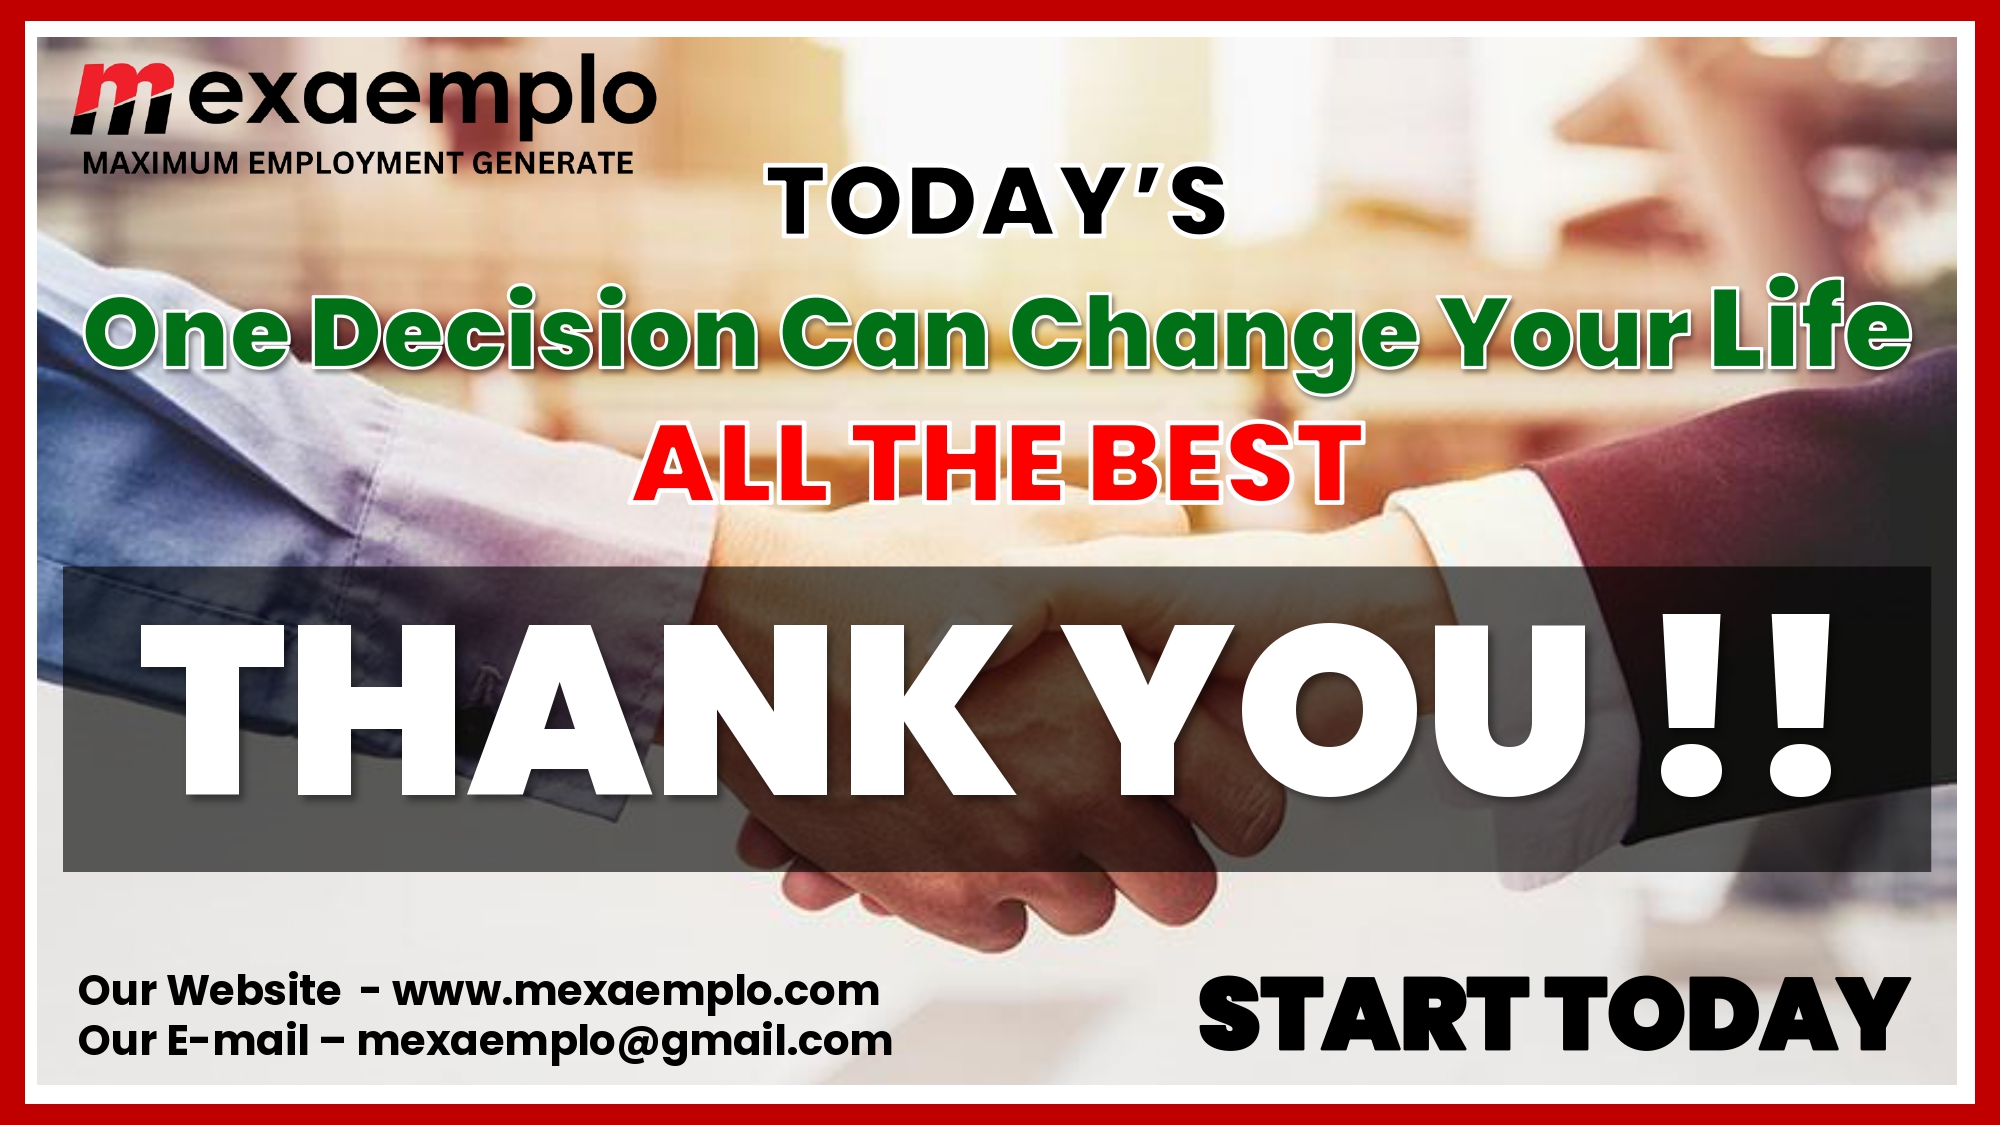 mexaemplo
MAXIMUM EMPLOYMENT GENERATE
TODAY’S
One Decision Can Change Your Life
ALL THE BEST
THANK YOU !!
Our Website - www.mexaemplo.com
Our E-mail – mexaemplo@gmail.com
START TODAY